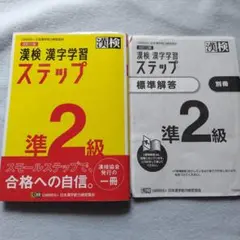 漢検
漢検 漢字学習
ステップ
準2級
スモールステップで、
合格への自信。
漢検協会
発行の
一冊
漢検
漢検 漢字学習
ステップ
標準解答
別冊
準2級